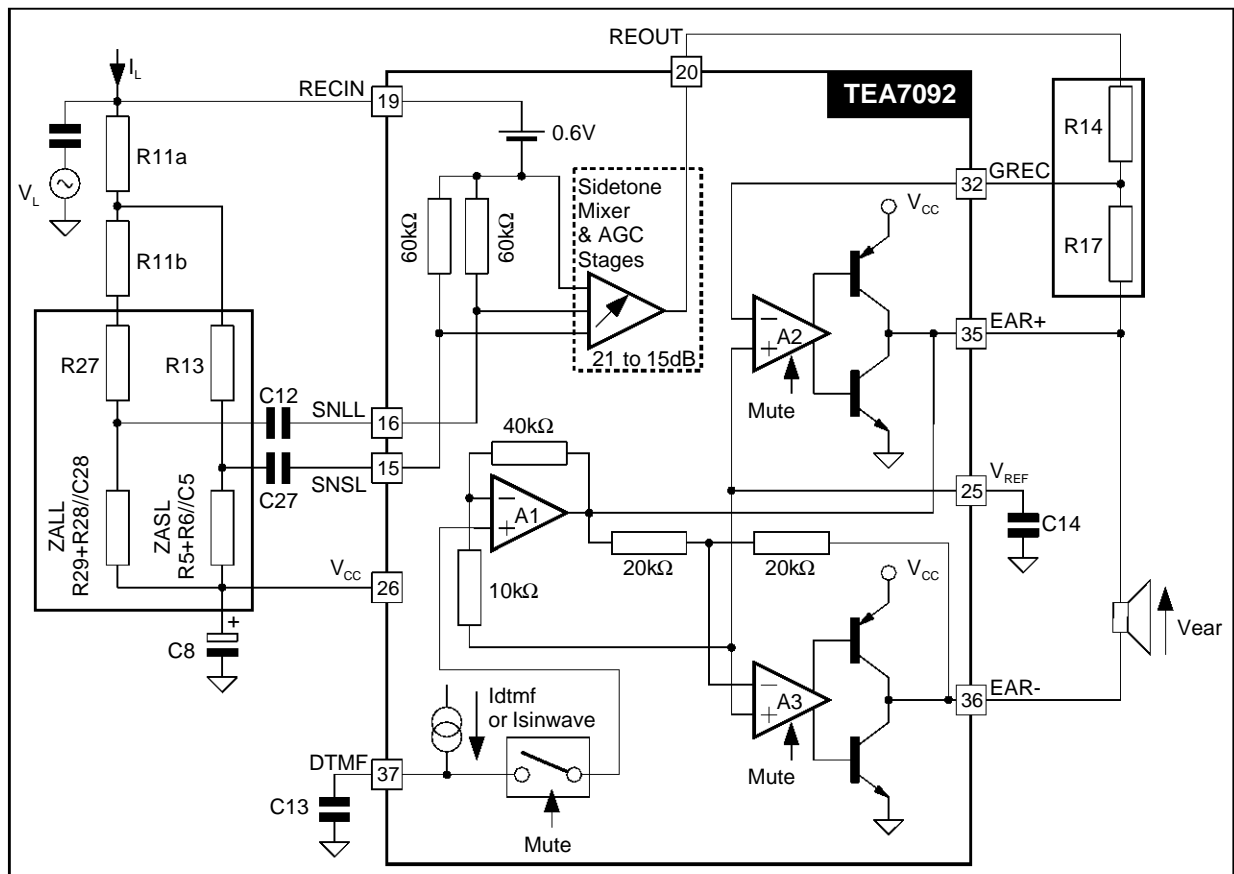 REOUT
20
TEA7092
I_L
RECIN
19
0.6V
R11a
V_L
R11b
60kΩ
60kΩ
Sidetone
Mixer
& AGC
Stages
21 to 15dB
R14
GREC
32
R17
V_CC
A2
−
+
Mute
EAR+
35
R27
R13
C12
SNLL
16
C27
SNSL
15
40kΩ
A1
−
+
V_REF
25
C14
ZALL
R29+R28//C28
ZASL
R5+R6//C5
V_CC
26
10kΩ
20kΩ
20kΩ
V_CC
+
C8
A3
−
+
Mute
Vear
EAR-
36
Idtmf
or Isinwave
DTMF
37
C13
Mute